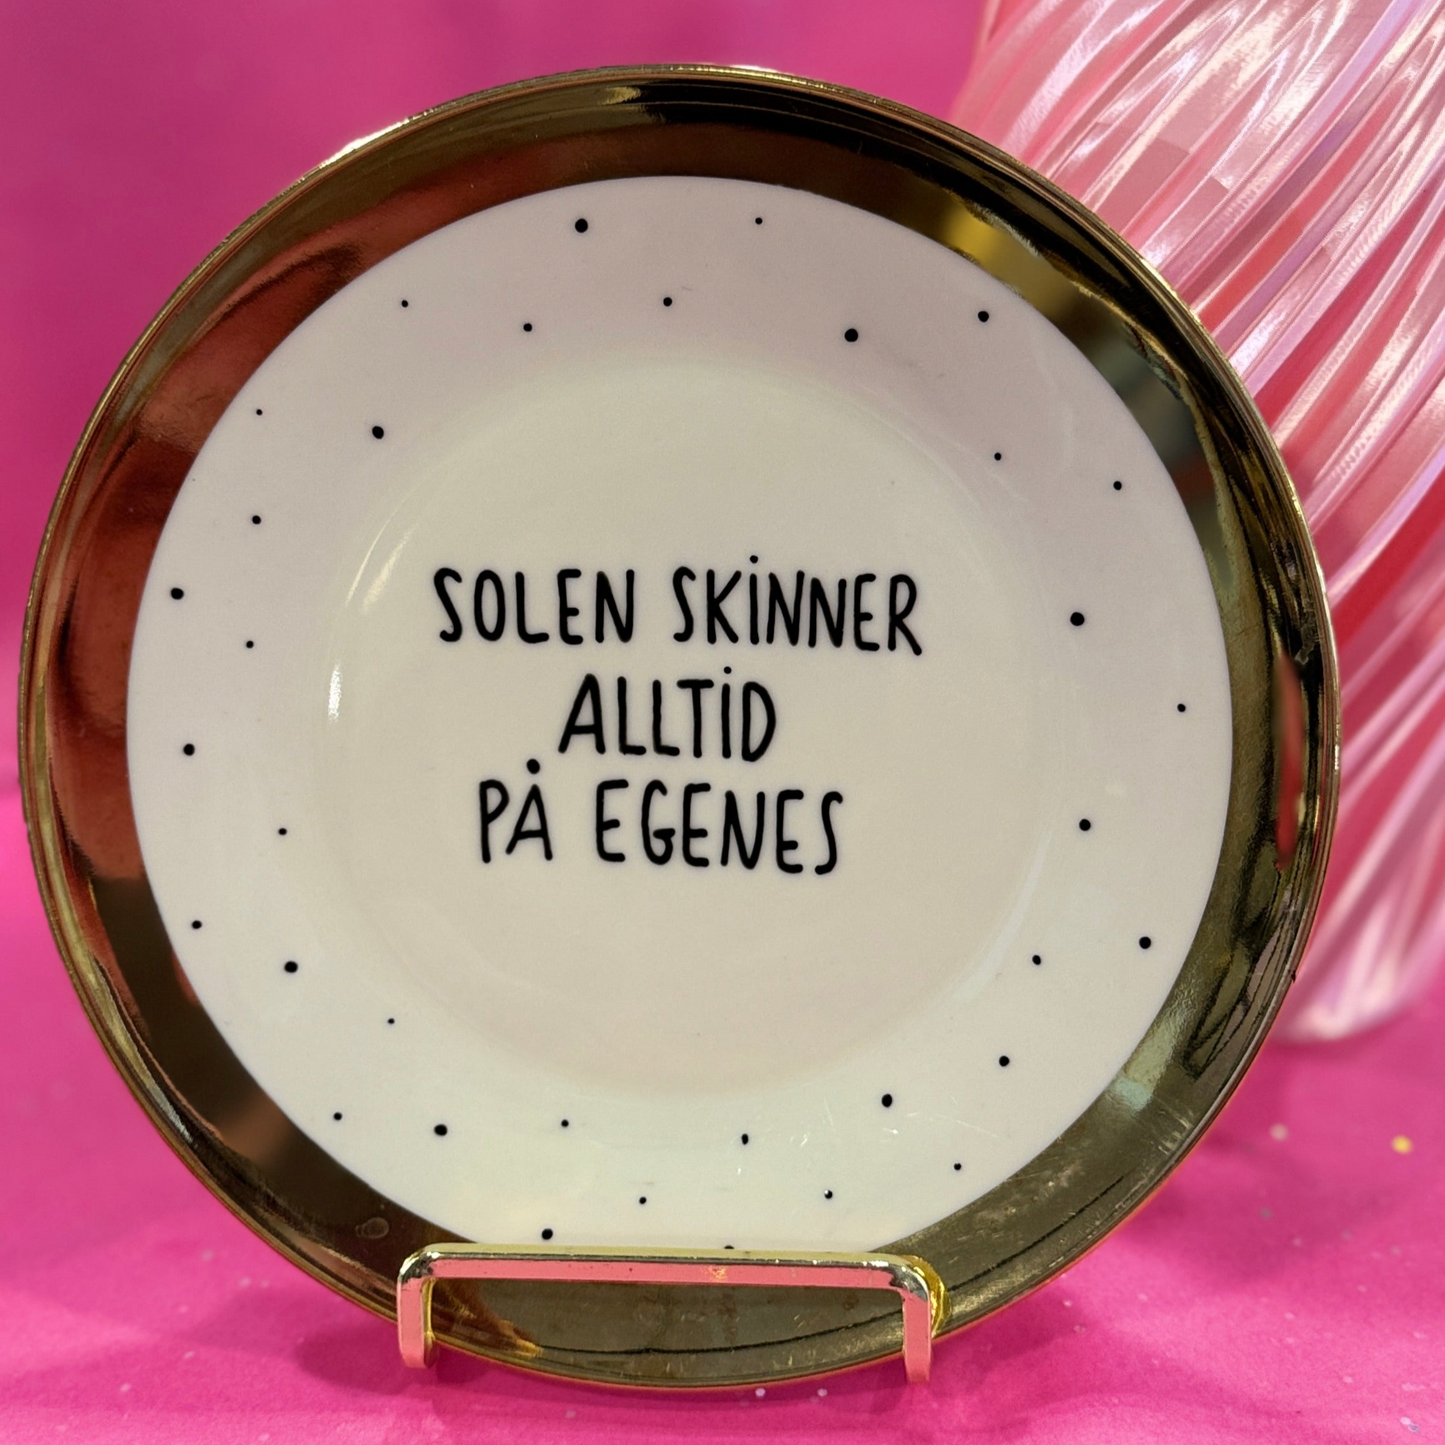 SOLEN SKINNER
ALLTID
PÅ EGENES